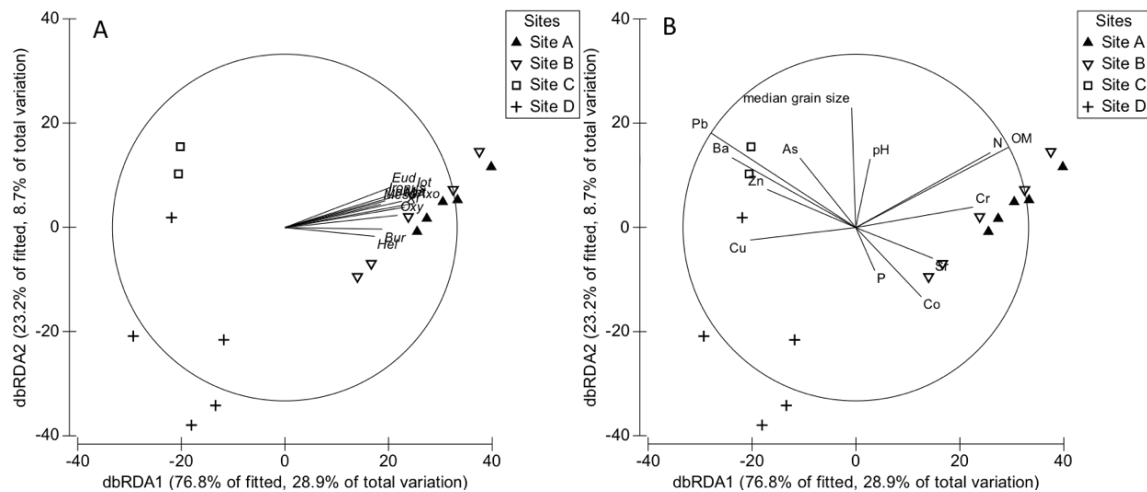 A
Sites
Site A
Site B
Site C
Site D
dbRDA2 (23.2% of fitted, 8.7% of total variation)
40
20
0
-20
-40
Eud
Iot
Oxy
Bur
Hel
-40
-20
0
20
40
dbRDA1 (76.8% of fitted, 28.9% of total variation)
B
Sites
Site A
Site B
Site C
Site D
dbRDA2 (23.2% of fitted, 8.7% of total variation)
40
20
0
-20
-40
median grain size
Pb
N
OM
Ba
As
pH
Zn
Cr
Cu
Sr
P
Co
-40
-20
0
20
40
dbRDA1 (76.8% of fitted, 28.9% of total variation)